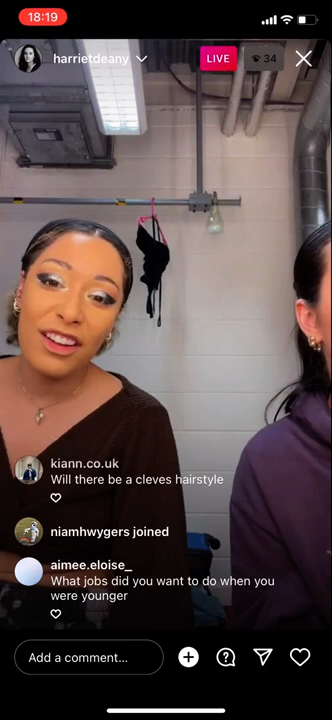 18:19
harrietdeany
LIVE
34
kiann.co.uk
Will there be a cleves hairstyle
niamhwygers joined
aimee.eloise_
What jobs did you want to do when you
were younger
Add a comment...